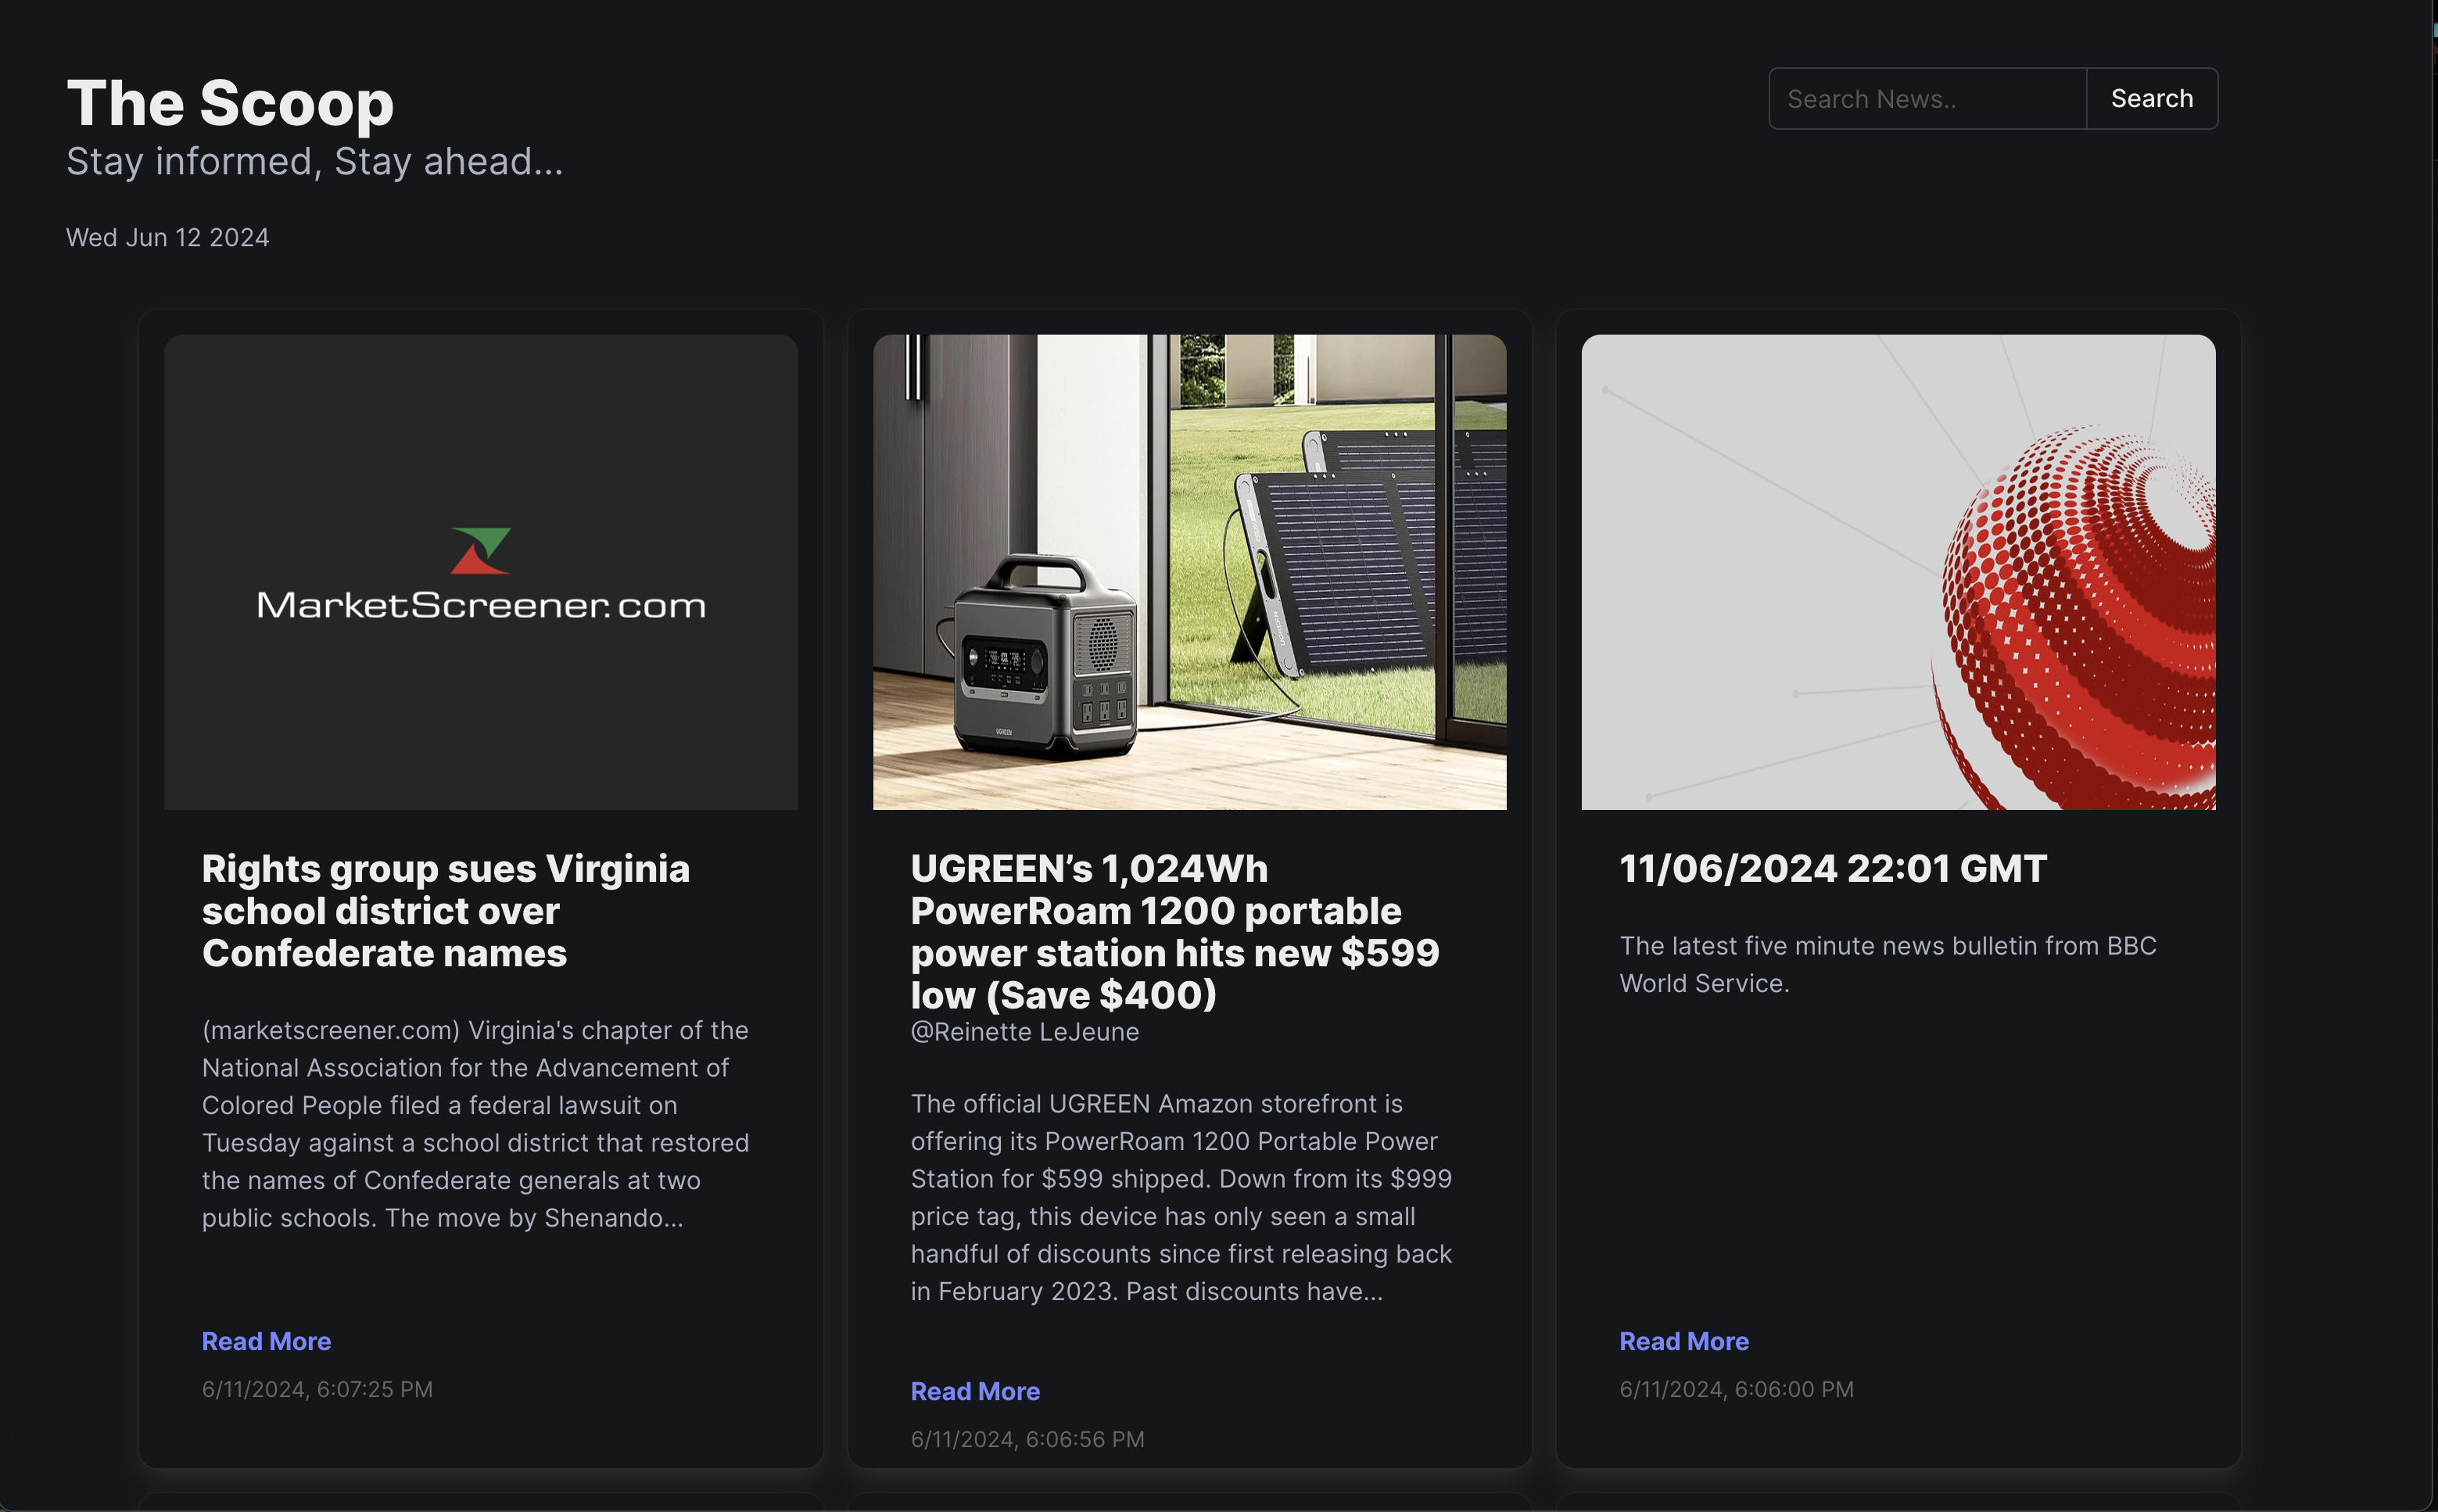 The Scoop
Stay informed, Stay ahead...
Search News..
Search
Wed Jun 12 2024
MarketScreener.com
Rights group sues Virginia
school district over
Confederate names
(marketscreener.com) Virginia's chapter of the
National Association for the Advancement of
Colored People filed a federal lawsuit on
Tuesday against a school district that restored
the names of Confederate generals at two
public schools. The move by Shenando...
Read More
6/11/2024, 6:07:25 PM
UGREEN
UGREEN’s 1,024Wh
PowerRoam 1200 portable
power station hits new $599
low (Save $400)
@Reinette LeJeune
The official UGREEN Amazon storefront is
offering its PowerRoam 1200 Portable Power
Station for $599 shipped. Down from its $999
price tag, this device has only seen a small
handful of discounts since first releasing back
in February 2023. Past discounts have...
Read More
6/11/2024, 6:06:56 PM
11/06/2024 22:01 GMT
The latest five minute news bulletin from BBC
World Service.
Read More
6/11/2024, 6:06:00 PM